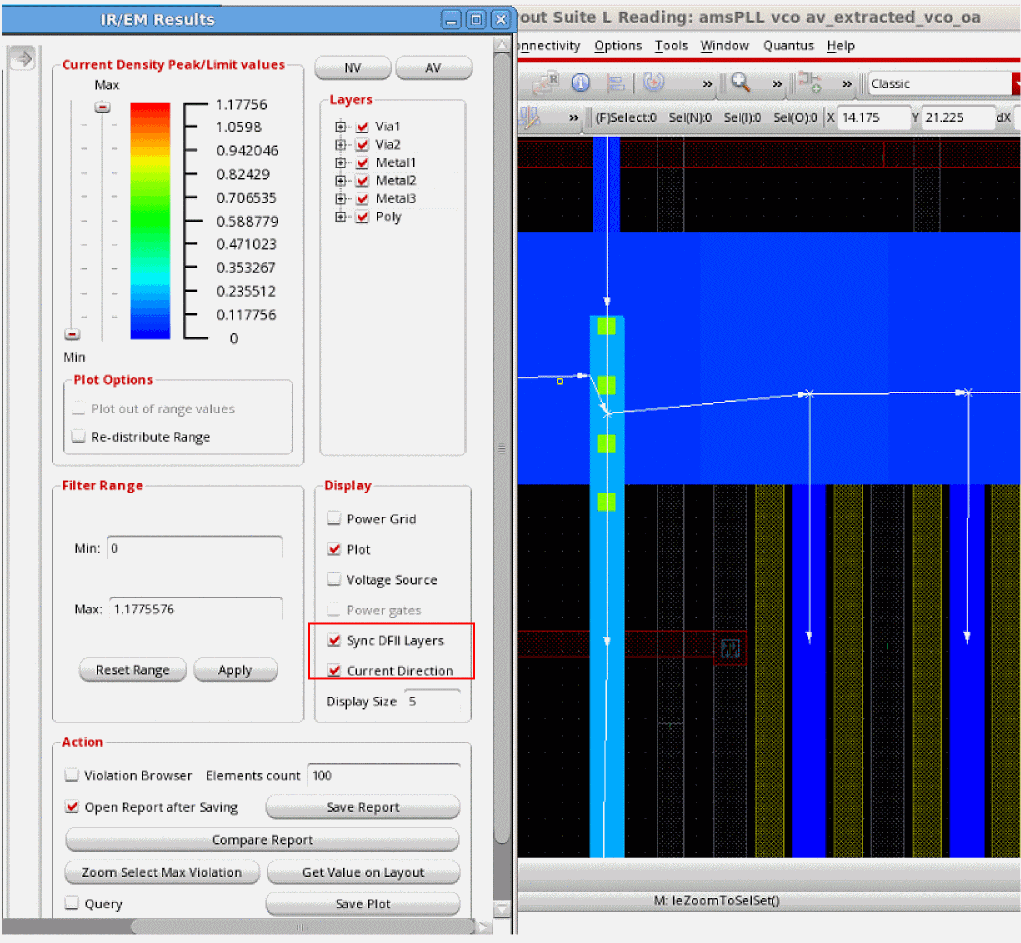 IR/EM Results
Current Density Peak/Limit values
Max
1.17756
1.0598
0.942046
0.82429
0.706535
0.588779
0.471023
0.353267
0.235512
0.117756
0
Min
Plot Options
Plot out of range values
Re-distribute Range
NV AV
Layers
Via1
Via2
Metal1
Metal2
Metal3
Poly
Filter Range
Min: 0
Max: 1.1775576
Reset Range Apply
Display
Power Grid
Plot
Voltage Source
Power gates
Sync DFII Layers
Current Direction
Display Size 5
Action
Violation Browser Elements count 100
Open Report after Saving Save Report
Compare Report
Zoom Select Max Violation Get Value on Layout
Query Save Plot
out Suite L Reading: amsPLL vco av_extracted_vco_oa
nnectivity Options Tools Window Quantus Help
» » » Classic
» (F)Select:0 Sel(N):0 Sel(I):0 Sel(O):0 X 14.175 Y 21.225 dX
M: leZoomToSelSet()